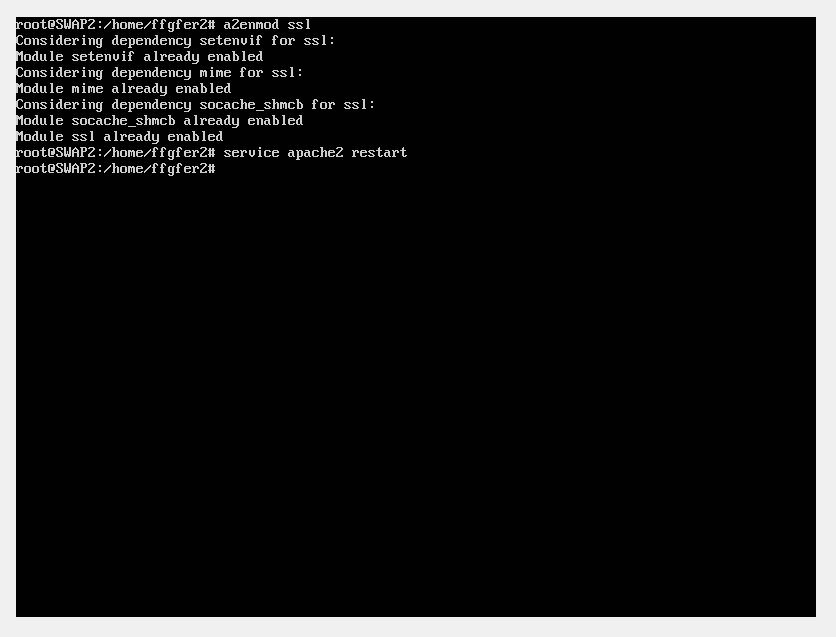 root@SWAP2:/home/ffgfer2# a2enmod ssl
Considering dependency setenvif for ssl:
Module setenvif already enabled
Considering dependency mime for ssl:
Module mime already enabled
Considering dependency socache_shmcb for ssl:
Module socache_shmcb already enabled
Module ssl already enabled
root@SWAP2:/home/ffgfer2# service apache2 restart
root@SWAP2:/home/ffgfer2#